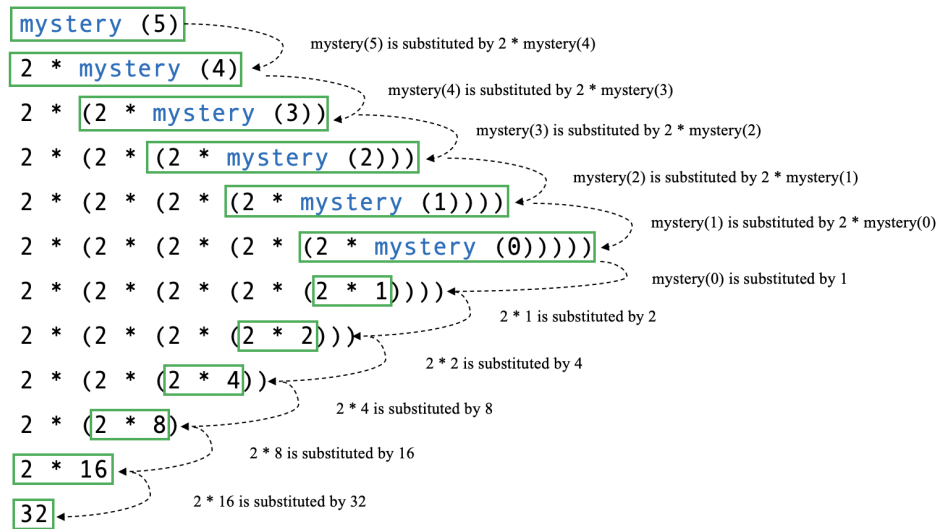 mystery (5)
mystery(5) is substituted by 2 * mystery(4)
2 * mystery (4)
mystery(4) is substituted by 2 * mystery(3)
2 * (2 * mystery (3))
mystery(3) is substituted by 2 * mystery(2)
2 * (2 * (2 * mystery (2)))
mystery(2) is substituted by 2 * mystery(1)
2 * (2 * (2 * (2 * mystery (1))))
mystery(1) is substituted by 2 * mystery(0)
2 * (2 * (2 * (2 * (2 * mystery (0)))))
mystery(0) is substituted by 1
2 * (2 * (2 * (2 * (2 * 1))))
2 * 1 is substituted by 2
2 * (2 * (2 * (2 * 2)))
2 * 2 is substituted by 4
2 * (2 * (2 * 4))
2 * 4 is substituted by 8
2 * (2 * 8)
2 * 8 is substituted by 16
2 * 16
2 * 16 is substituted by 32
32